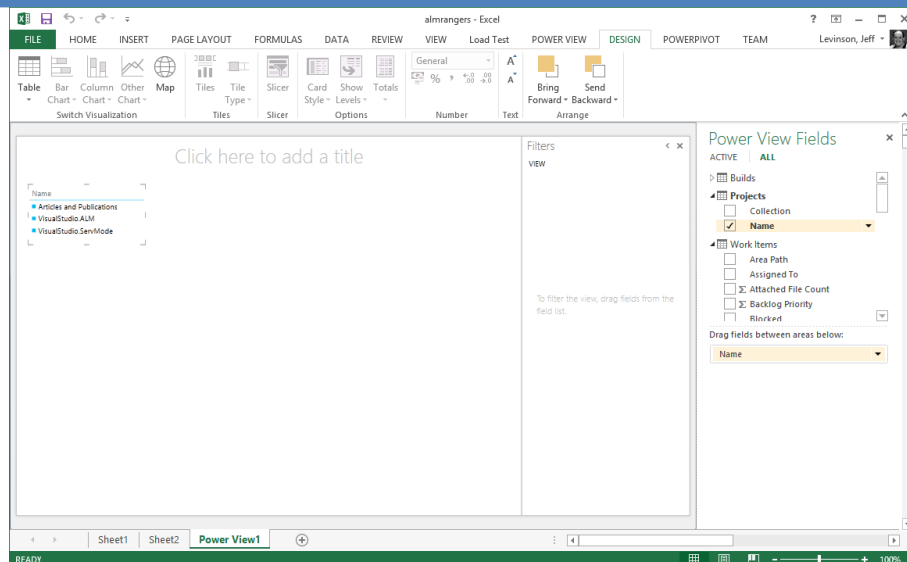 almrangers - Excel
FILE HOME INSERT PAGE LAYOUT FORMULAS DATA REVIEW VIEW Load Test POWER VIEW DESIGN POWERPIVOT TEAM Levinson, Jeff
General
Table Bar Chart Column Chart Other Chart Map Tiles Tile Type Slicer Card Style Show Levels Totals Bring Forward Send Backward
Switch Visualization Tiles Slicer Options Number Text Arrange
Click here to add a title
Name
Articles and Publications
VisualStudio.ALM
VisualStudio.ServMode
Filters
VIEW
To filter the view, drag fields from the
field list.
Power View Fields
ACTIVE ALL
Builds
Projects
Collection
Name
Work Items
Area Path
Assigned To
Σ Attached File Count
Σ Backlog Priority
Blocked
Drag fields between areas below:
Name
Sheet1 Sheet2 Power View1
READY 100%